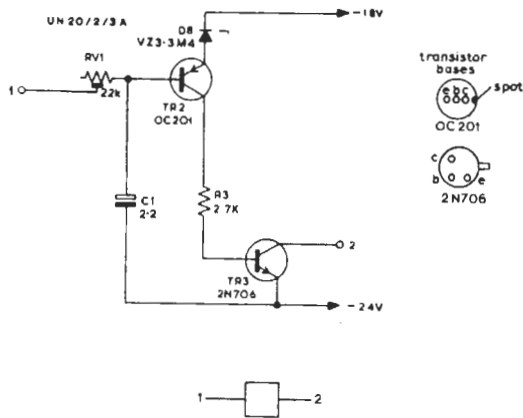 UN 20/2/3A
D8
VZ3·3M4
-18V
RV1
22k
1
TR2
OC201
C1
2·2
R3
2·7K
TR3
2N706
2
-24V
transistor
bases
e b c
spot
OC201
c
b
e
2N706
1
2